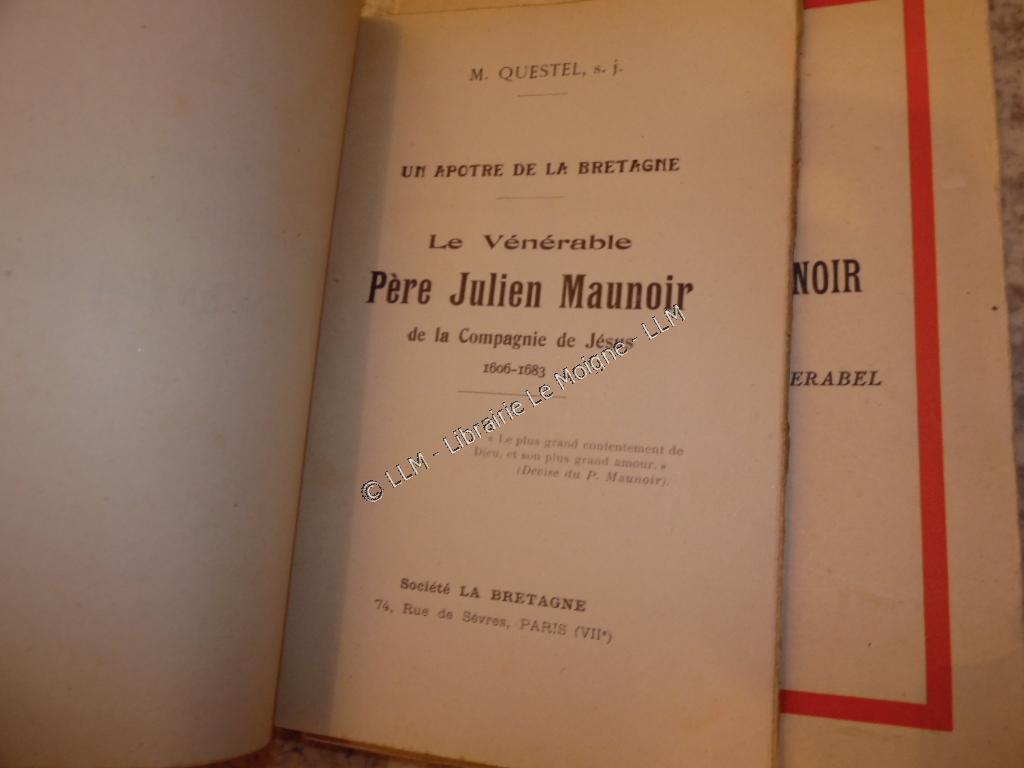 M. QUESTEL, s. j.
UN APOTRE DE LA BRETAGNE
Le Vénérable
Père Julien Maunoir
de la Compagnie de Jésus
1606-1683
« Le plus grand contentement de
Dieu, et son plus grand amour. »
(Devise du P. Maunoir).
Société LA BRETAGNE
74, Rue de Sèvres, PARIS (VIIe)
NOIR
ERABEL
© LLM - Librairie Le Moigne - LLM